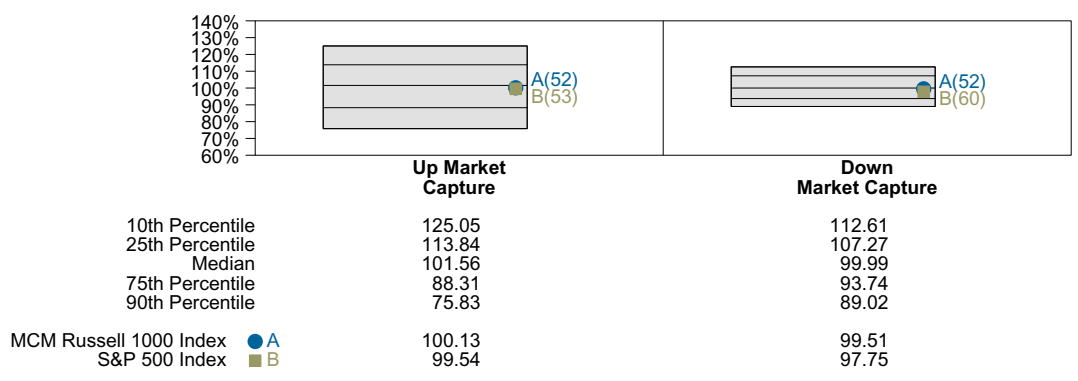 140%
130%
120%
110%
100%
90%
80%
70%
60%
A(52)
B(53)
A(52)
B(60)
Up Market
Capture
Down
Market Capture
10th Percentile 125.05 112.61
25th Percentile 113.84 107.27
Median 101.56 99.99
75th Percentile 88.31 93.74
90th Percentile 75.83 89.02
MCM Russell 1000 Index A 100.13 99.51
S&P 500 Index B 99.54 97.75